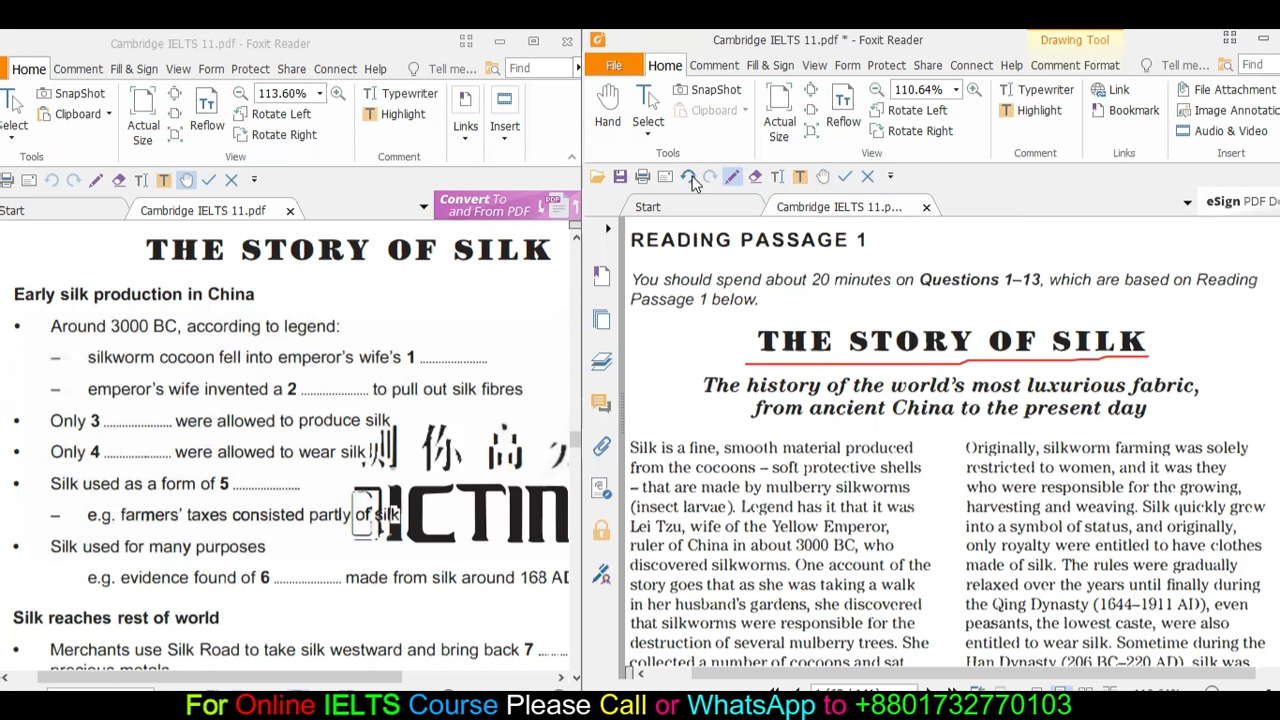 Cambridge IELTS 11.pdf - Foxit Reader
Home Comment Fill & Sign View Form Protect Share Connect Help Tell me... Find
SnapShot
Clipboard
elect
Actual Size
Reflow
113.60%
Rotate Left
Rotate Right
Links
Insert
Tools View Comment
Start
Cambridge IELTS 11.pdf
Convert To
and From PDF
THE STORY OF SILK
Early silk production in China
• Around 3000 BC, according to legend:
– silkworm cocoon fell into emperor's wife's 1 ......................
– emperor's wife invented a 2 ...................... to pull out silk fibres
• Only 3 ...................... were allowed to produce silk
• Only 4 ...................... were allowed to wear silk
• Silk used as a form of 5 ......................
– e.g. farmers' taxes consisted partly of silk
• Silk used for many purposes
e.g. evidence found of 6 ...................... made from silk around 168 AD
Silk reaches rest of world
• Merchants use Silk Road to take silk westward and bring back 7 ........
precious metals
你 高
Cambridge IELTS 11.pdf * - Foxit Reader
Drawing Tool
File Home Comment Fill & Sign View Form Protect Share Connect Help Comment Format Tell me... Find
Hand
Select
SnapShot
Clipboard
Actual Size
Reflow
110.64%
Rotate Left
Rotate Right
Typewriter
Highlight
Link
Bookmark
File Attachment
Image Annotatio
Audio & Video
Tools View Comment Links Insert
Typewriter
Highlight
Start
Cambridge IELTS 11.p...
eSign PDF Do
READING PASSAGE 1
You should spend about 20 minutes on Questions 1–13, which are based on Reading
Passage 1 below.
THE STORY OF SILK
The history of the world's most luxurious fabric,
from ancient China to the present day
Silk is a fine, smooth material produced
from the cocoons – soft protective shells
– that are made by mulberry silkworms
(insect larvae). Legend has it that it was
Lei Tzu, wife of the Yellow Emperor,
ruler of China in about 3000 BC, who
discovered silkworms. One account of the
story goes that as she was taking a walk
in her husband's gardens, she discovered
that silkworms were responsible for the
destruction of several mulberry trees. She
collected a number of cocoons and sat
Originally, silkworm farming was solely
restricted to women, and it was they
who were responsible for the growing,
harvesting and weaving. Silk quickly grew
into a symbol of status, and originally,
only royalty were entitled to have clothes
made of silk. The rules were gradually
relaxed over the years until finally during
the Qing Dynasty (1644–1911 AD), even
peasants, the lowest caste, were also
entitled to wear silk. Sometime during the
Han Dynasty (206 BC–220 AD), silk was
For Online IELTS Course Please Call or WhatsApp to +8801732770103